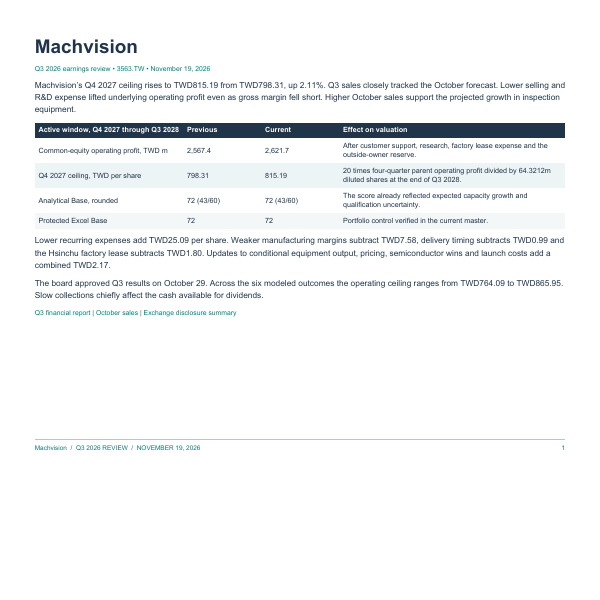 Machvision
Q3 2026 earnings review • 3563.TW • November 19, 2026
Machvision's Q4 2027 ceiling rises to TWD815.19 from TWD798.31, up 2.11%. Q3 sales closely tracked the October forecast. Lower selling and
R&D expense lifted underlying operating profit even as gross margin fell short. Higher October sales support the projected growth in inspection
equipment.
Active window, Q4 2027 through Q3 2028 Previous Current Effect on valuation
Common-equity operating profit, TWD m 2,567.4 2,621.7 After customer support, research, factory lease expense and the
outside-owner reserve.
Q4 2027 ceiling, TWD per share 798.31 815.19 20 times four-quarter parent operating profit divided by 64.3212m
diluted shares at the end of Q3 2028.
Analytical Base, rounded 72 (43/60) 72 (43/60) The score already reflected expected capacity growth and
qualification uncertainty.
Protected Excel Base 72 72 Portfolio control verified in the current master.
Lower recurring expenses add TWD25.09 per share. Weaker manufacturing margins subtract TWD7.58, delivery timing subtracts TWD0.99 and
the Hsinchu factory lease subtracts TWD1.80. Updates to conditional equipment output, pricing, semiconductor wins and launch costs add a
combined TWD2.17.
The board approved Q3 results on October 29. Across the six modeled outcomes the operating ceiling ranges from TWD764.09 to TWD865.95.
Slow collections chiefly affect the cash available for dividends.
Q3 financial report | October sales | Exchange disclosure summary
Machvision / Q3 2026 REVIEW / NOVEMBER 19, 2026 1